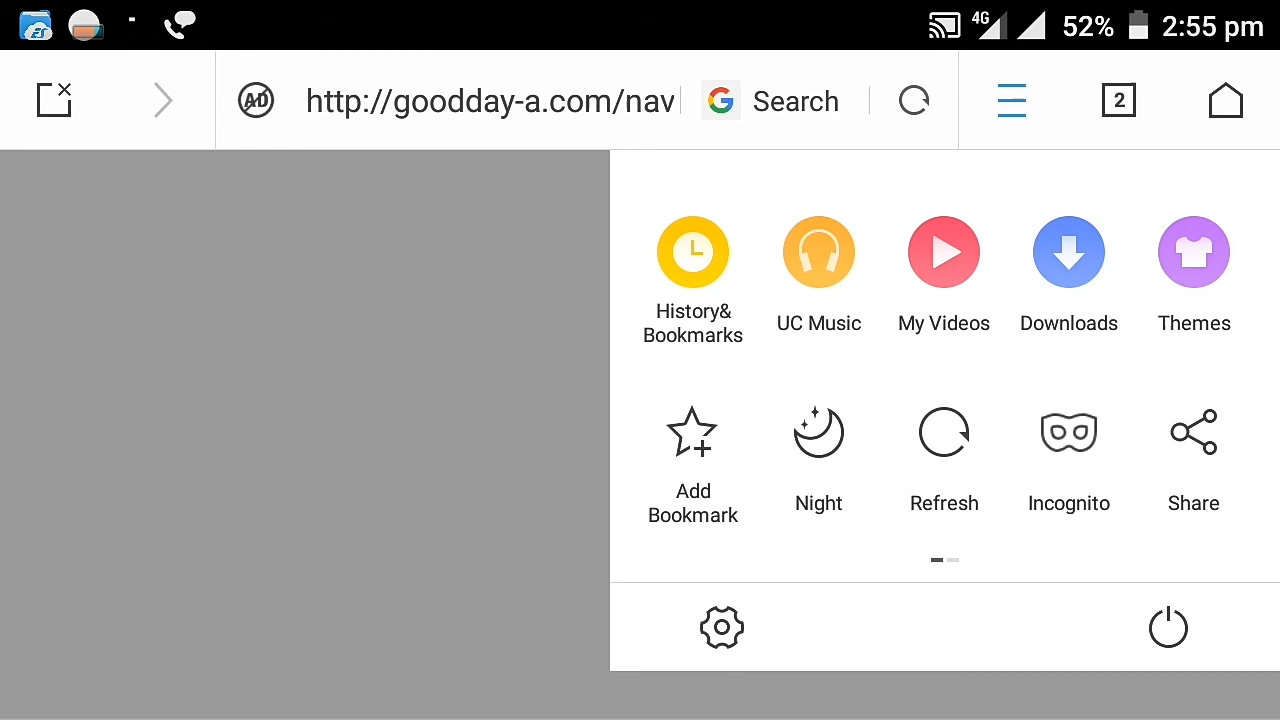 4G 52% 2:55 pm
AD http://goodday-a.com/nav G Search 2
History&
Bookmarks
UC Music
My Videos
Downloads
Themes
Add
Bookmark
Night
Refresh
Incognito
Share